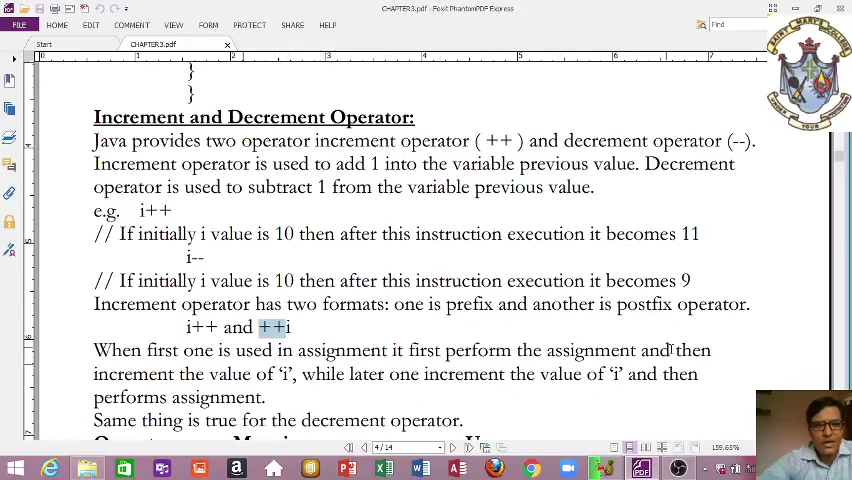 CHAPTER3.pdf - Foxit PhantomPDF Express
FILE HOME EDIT VIEW FORM PROTECT SHARE HELP Find
Start CHAPTER3.pdf
}
}
Increment and Decrement Operator:
Java provides two operator increment operator ( ++ ) and decrement operator (--).
Increment operator is used to add 1 into the variable previous value. Decrement
operator is used to subtract 1 from the variable previous value.
e.g. i++
// If initially i value is 10 then after this instruction execution it becomes 11
i--
// If initially i value is 10 then after this instruction execution it becomes 9
Increment operator has two formats: one is prefix and another is postfix operator.
i++ and ++i
When first one is used in assignment it first perform the assignment and then
increment the value of ‘i’, while later one increment the value of ‘i’ and then
performs assignment.
Same thing is true for the decrement operator.
4 / 14 159.65%